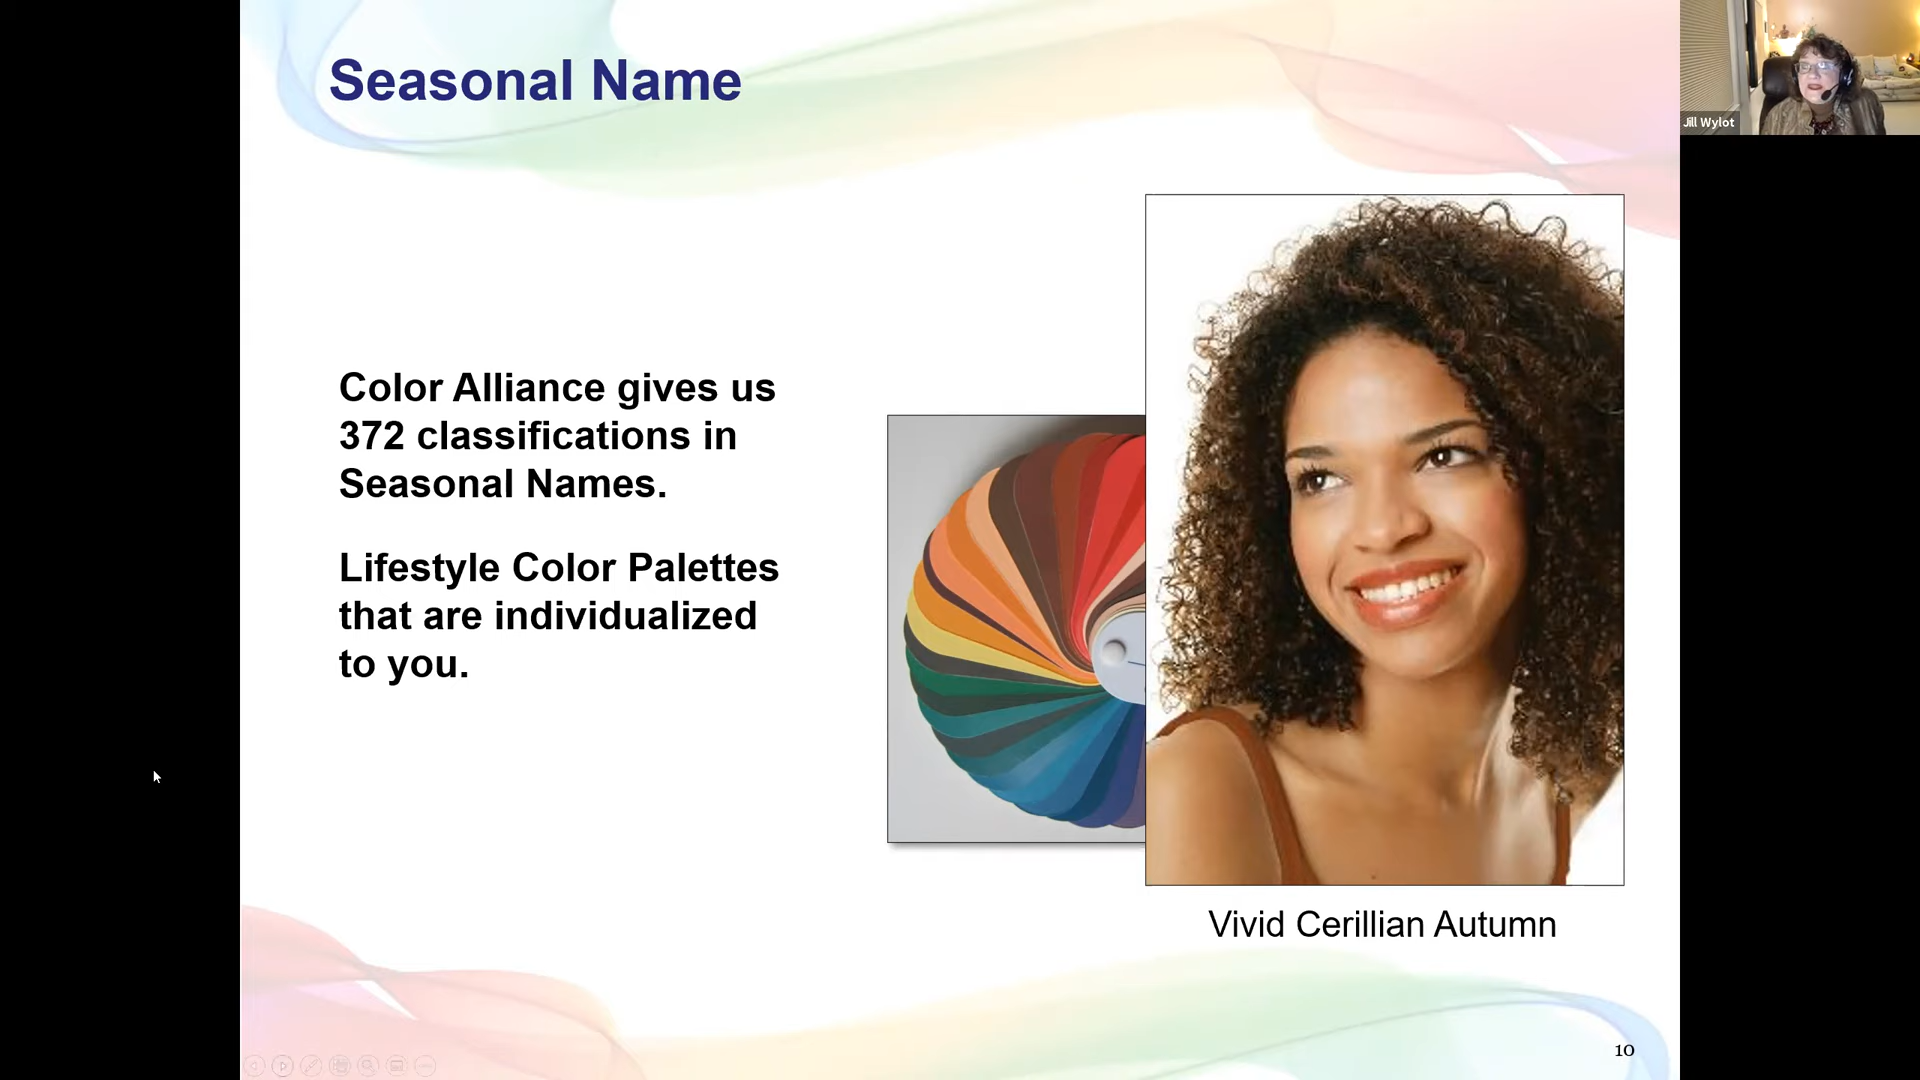 Seasonal Name
Jill Wylot
Color Alliance gives us
372 classifications in
Seasonal Names.
Lifestyle Color Palettes
that are individualized
to you.
Vivid Cerillian Autumn
10